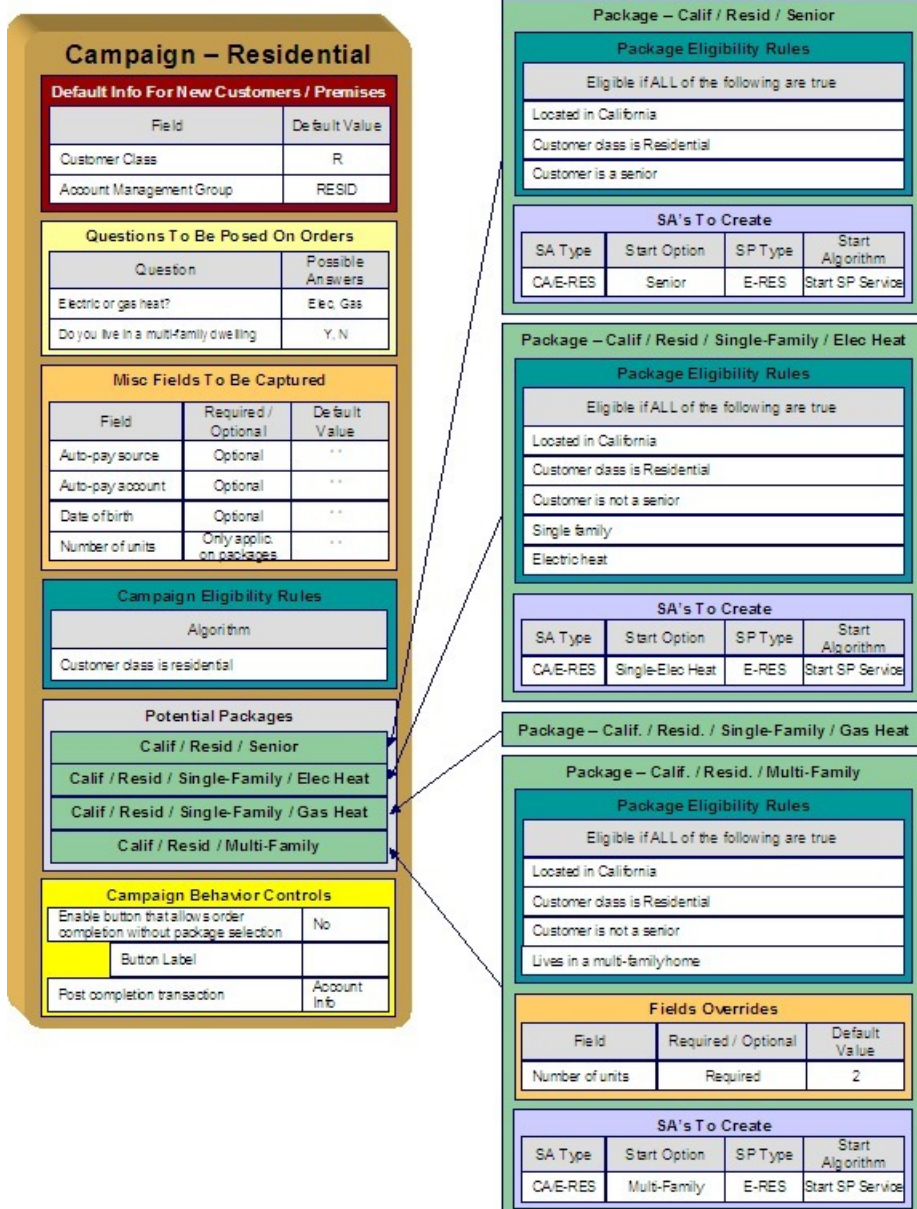 Campaign – Residential
Default Info For New Customers / Premises
Field Default Value
Customer Class R
Account Management Group RESID
Questions To Be Posed On Orders
Question Possible Answers
Electric or gas heat? Elec, Gas
Do you live in a multi-family dwelling Y, N
Misc Fields To Be Captured
Field Required / Optional Default Value
Auto-pay source Optional ' '
Auto-pay account Optional ' '
Date of birth Optional ' '
Number of units Only applic. on packages ' '
Campaign Eligibility Rules
Algorithm
Customer class is residential
Potential Packages
Calif / Resid / Senior
Calif / Resid / Single-Family / Elec Heat
Calif / Resid / Single-Family / Gas Heat
Calif / Resid / Multi-Family
Campaign Behavior Controls
Enable button that allows order completion without package selection No
Button Label
Post completion transaction Account Info
Package – Calif / Resid / Senior
Package Eligibility Rules
Eligible if ALL of the following are true
Located in California
Customer class is Residential
Customer is a senior
SA's To Create
SA Type Start Option SP Type Start Algorithm
CA/E-RES Senior E-RES Start SP Service
Package – Calif / Resid / Single-Family / Elec Heat
Package Eligibility Rules
Eligible if ALL of the following are true
Located in California
Customer class is Residential
Customer is not a senior
Single family
Electric heat
SA's To Create
SA Type Start Option SP Type Start Algorithm
CA/E-RES Single-Elec Heat E-RES Start SP Service
Package – Calif. / Resid. / Single-Family / Gas Heat
Package – Calif. / Resid. / Multi-Family
Package Eligibility Rules
Eligible if ALL of the following are true
Located in California
Customer class is Residential
Customer is not a senior
Lives in a multi-family home
Fields Overrides
Field Required / Optional Default Value
Number of units Required 2
SA's To Create
SA Type Start Option SP Type Start Algorithm
CA/E-RES Multi-Family E-RES Start SP Service